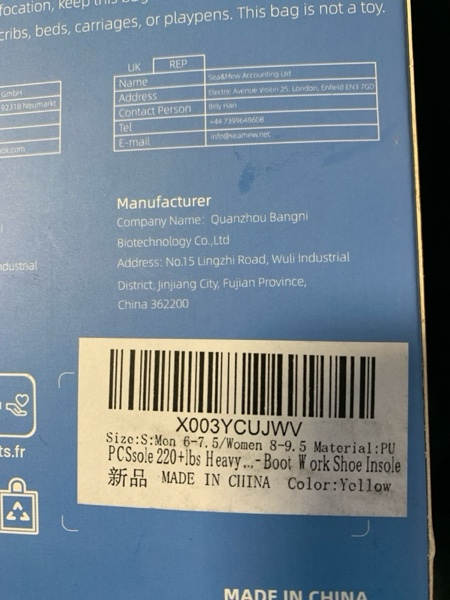 focation, keep this bag
cribs, beds, carriages, or playpens. This bag is not a toy.
GmbH
92318 Neumarkt
ook.com
UK REP
Name Sea&Mew Accounting Ltd
Address Electric Avenue Vision 25, London, Enfield EN3 7GD
Contact Person Billy Han
Tel +44 7399648608
E-mail info@seamew.net
Manufacturer
Company Name: Quanzhou Bangni
Biotechnology Co.,Ltd
Address: No.15 Lingzhi Road, Wuli Industrial
District, Jinjiang City, Fujian Province,
China 362200
ndustrial
ts.fr
X003YCUJWV
Size:S:Men 6-7.5/Women 8-9.5 Material:PU
PCSsole 220+lbs Heavy...-Boot Work Shoe Insole
新品 MADE IN CHINA Color:Yellow
MADE IN CHINA